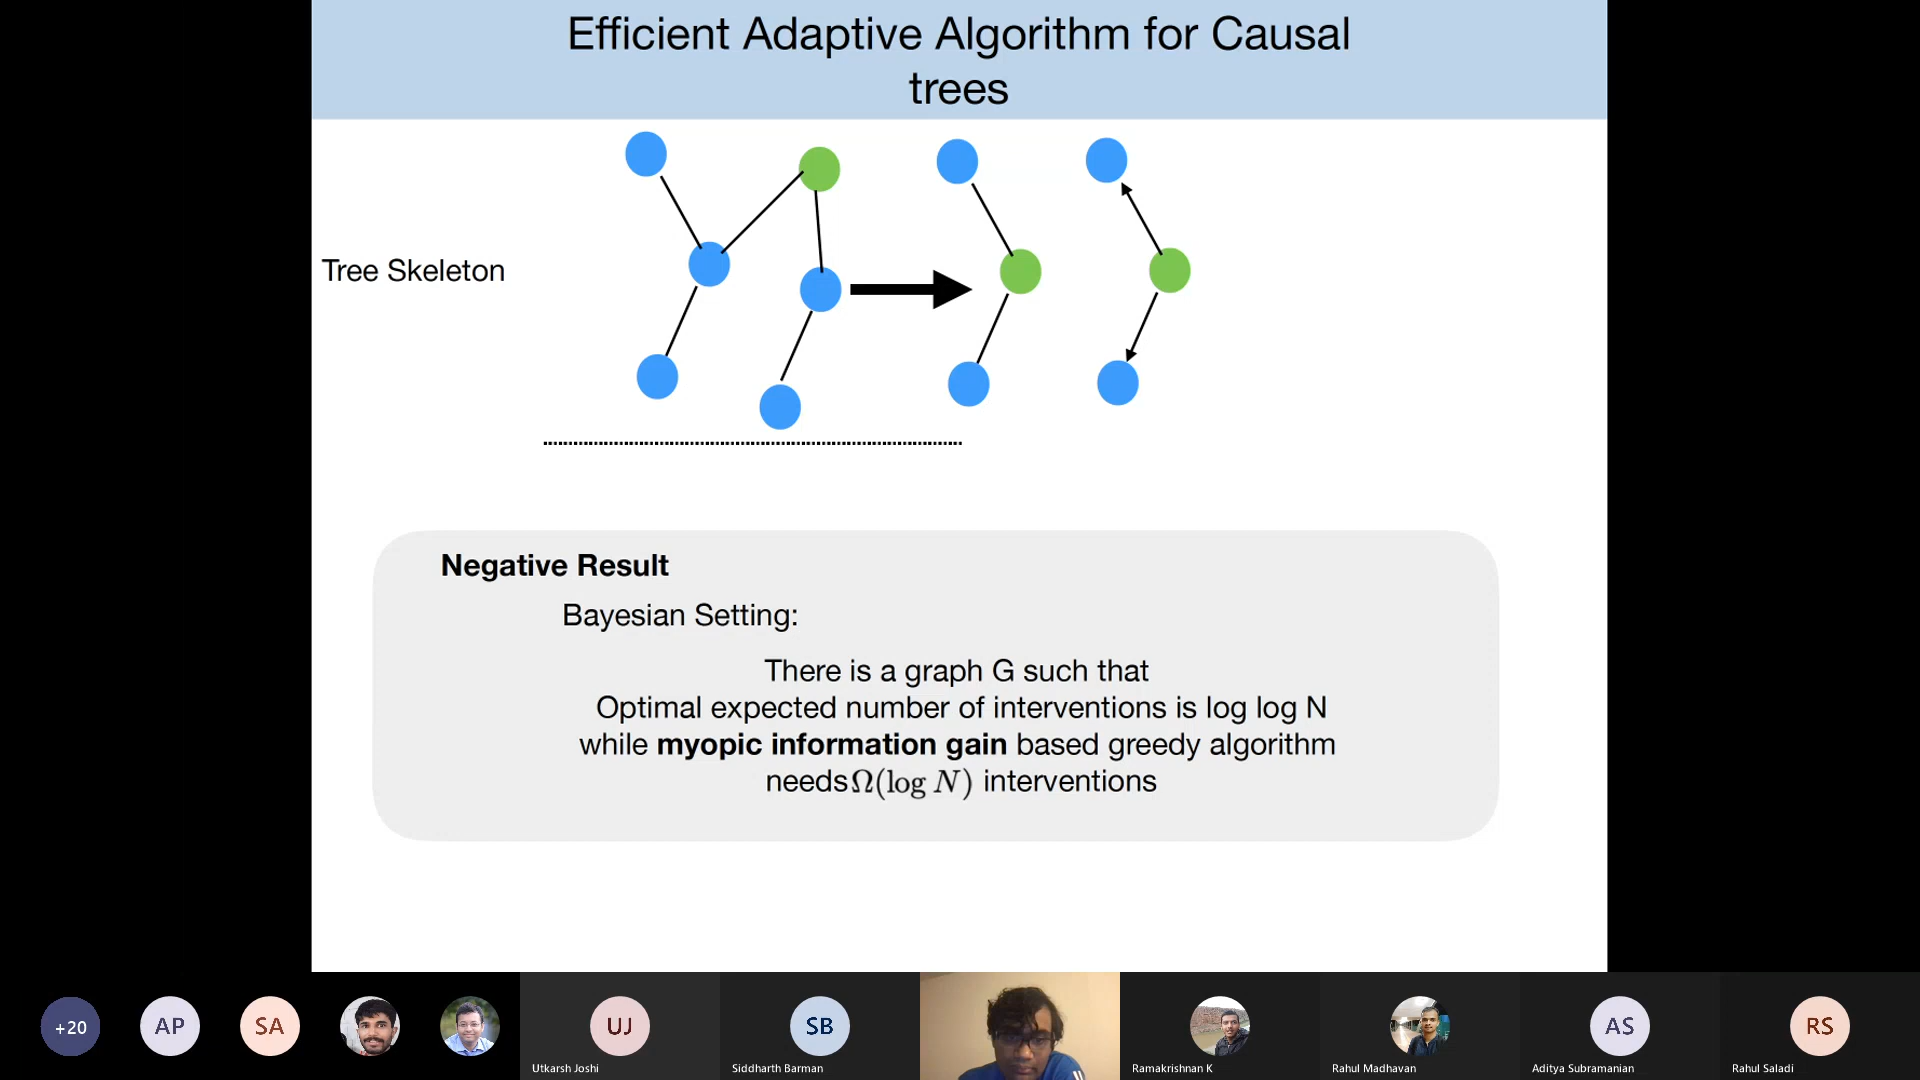 Efficient Adaptive Algorithm for Causal
trees
Tree Skeleton
Negative Result
Bayesian Setting:
There is a graph G such that
Optimal expected number of interventions is log log N
while myopic information gain based greedy algorithm
needs Ω(log N) interventions
+20
AP
SA
UJ
Utkarsh Joshi
SB
Siddharth Barman
Ramakrishnan K
Rahul Madhavan
AS
Aditya Subramanian
RS
Rahul Saladi